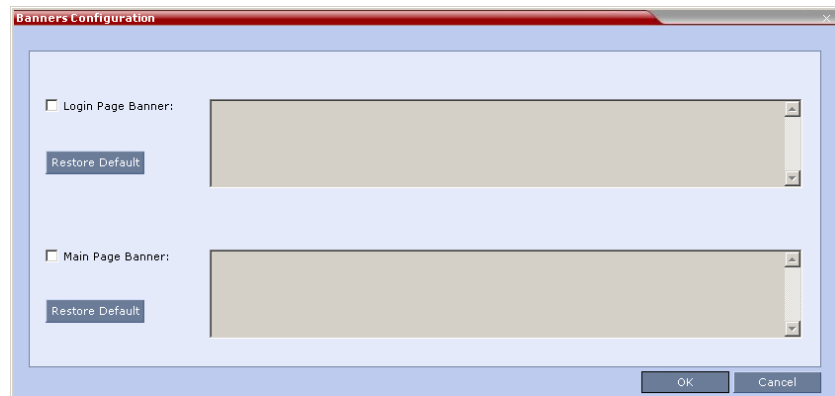 Banners Configuration
Login Page Banner:
Restore Default
Main Page Banner:
Restore Default
OK Cancel